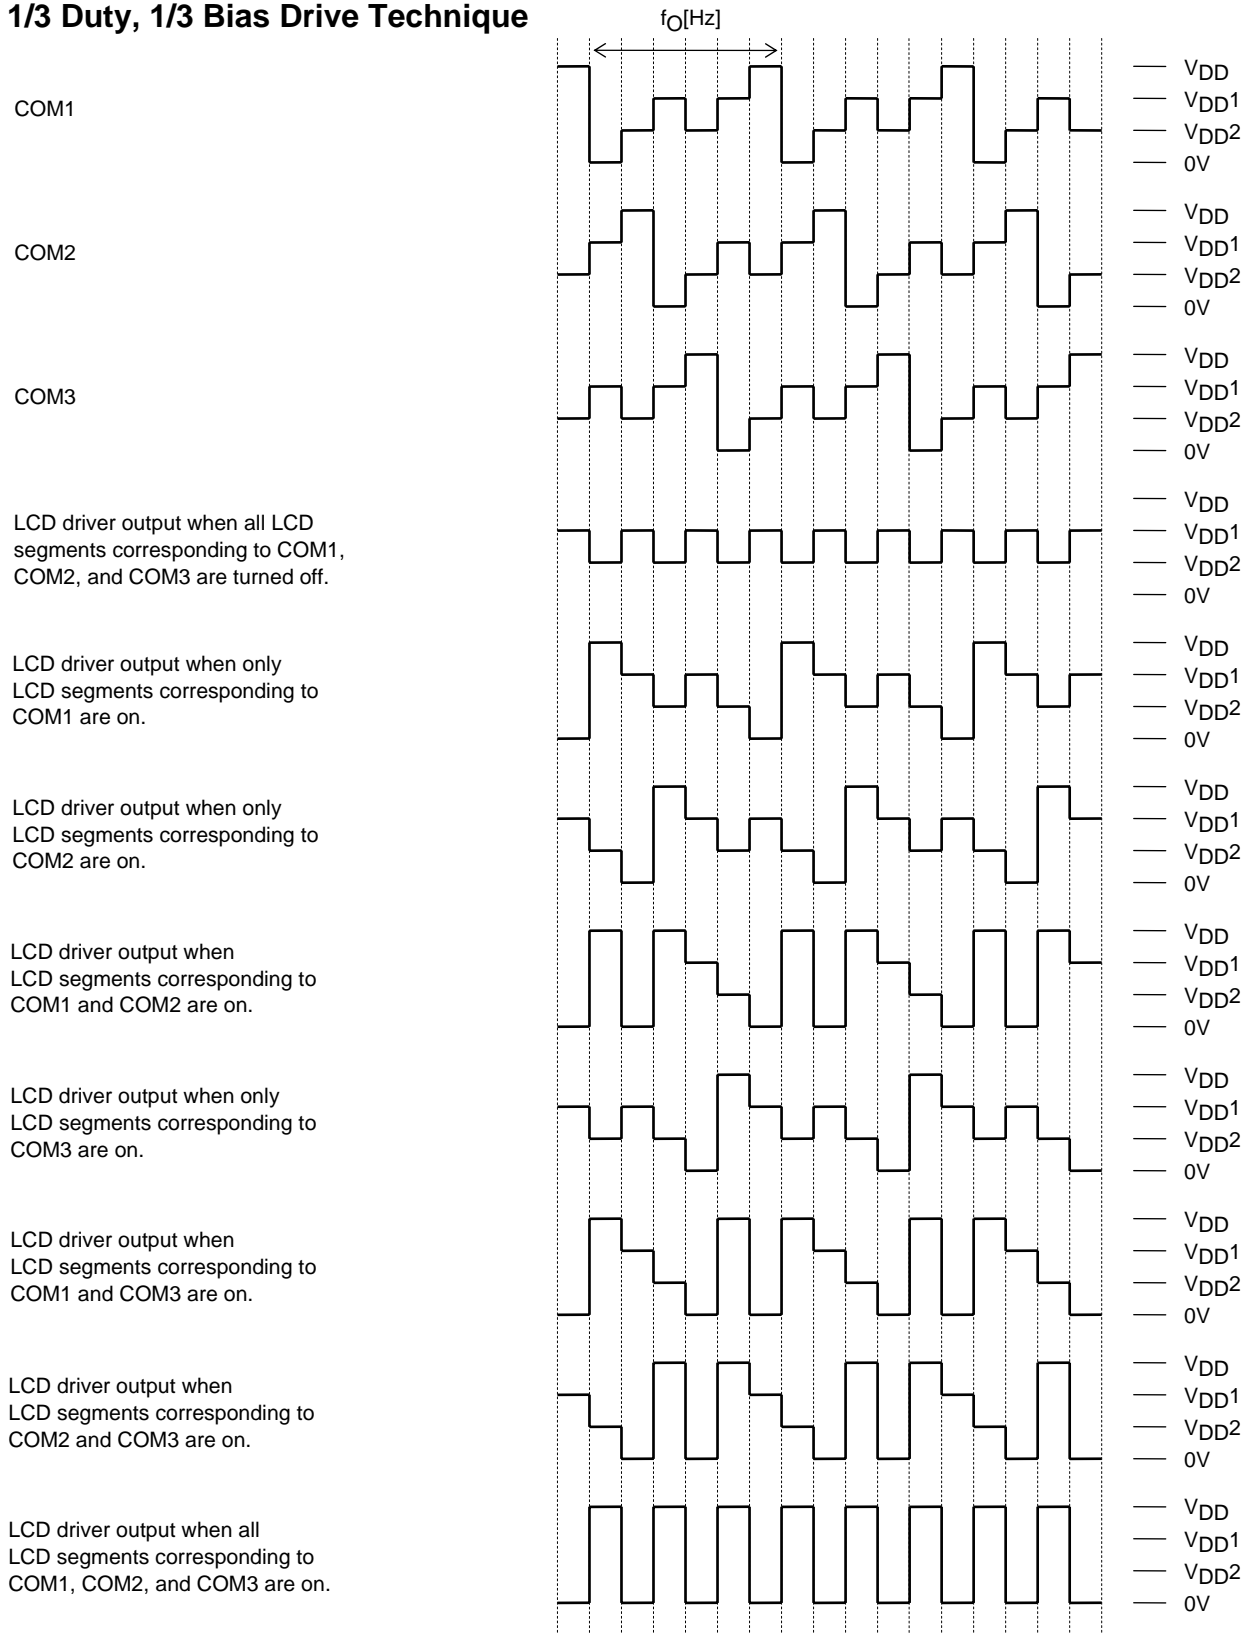 1/3 Duty, 1/3 Bias Drive Technique
fO[Hz]
COM1
VDD
VDD1
VDD2
0V
COM2
VDD
VDD1
VDD2
0V
COM3
VDD
VDD1
VDD2
0V
LCD driver output when all LCD
segments corresponding to COM1,
COM2, and COM3 are turned off.
VDD
VDD1
VDD2
0V
LCD driver output when only
LCD segments corresponding to
COM1 are on.
VDD
VDD1
VDD2
0V
LCD driver output when only
LCD segments corresponding to
COM2 are on.
VDD
VDD1
VDD2
0V
LCD driver output when
LCD segments corresponding to
COM1 and COM2 are on.
VDD
VDD1
VDD2
0V
LCD driver output when only
LCD segments corresponding to
COM3 are on.
VDD
VDD1
VDD2
0V
LCD driver output when
LCD segments corresponding to
COM1 and COM3 are on.
VDD
VDD1
VDD2
0V
LCD driver output when
LCD segments corresponding to
COM2 and COM3 are on.
VDD
VDD1
VDD2
0V
LCD driver output when all
LCD segments corresponding to
COM1, COM2, and COM3 are on.
VDD
VDD1
VDD2
0V